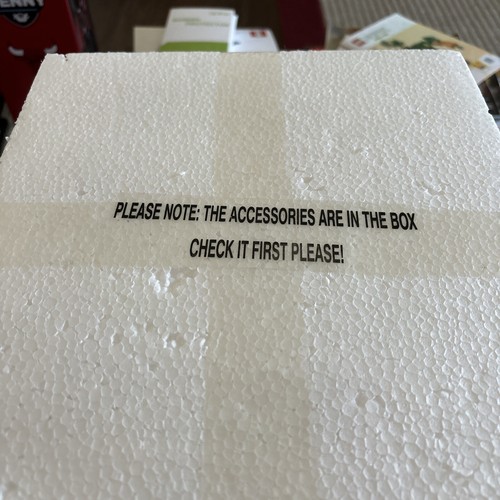 PLEASE NOTE: THE ACCESSORIES ARE IN THE BOX
CHECK IT FIRST PLEASE!